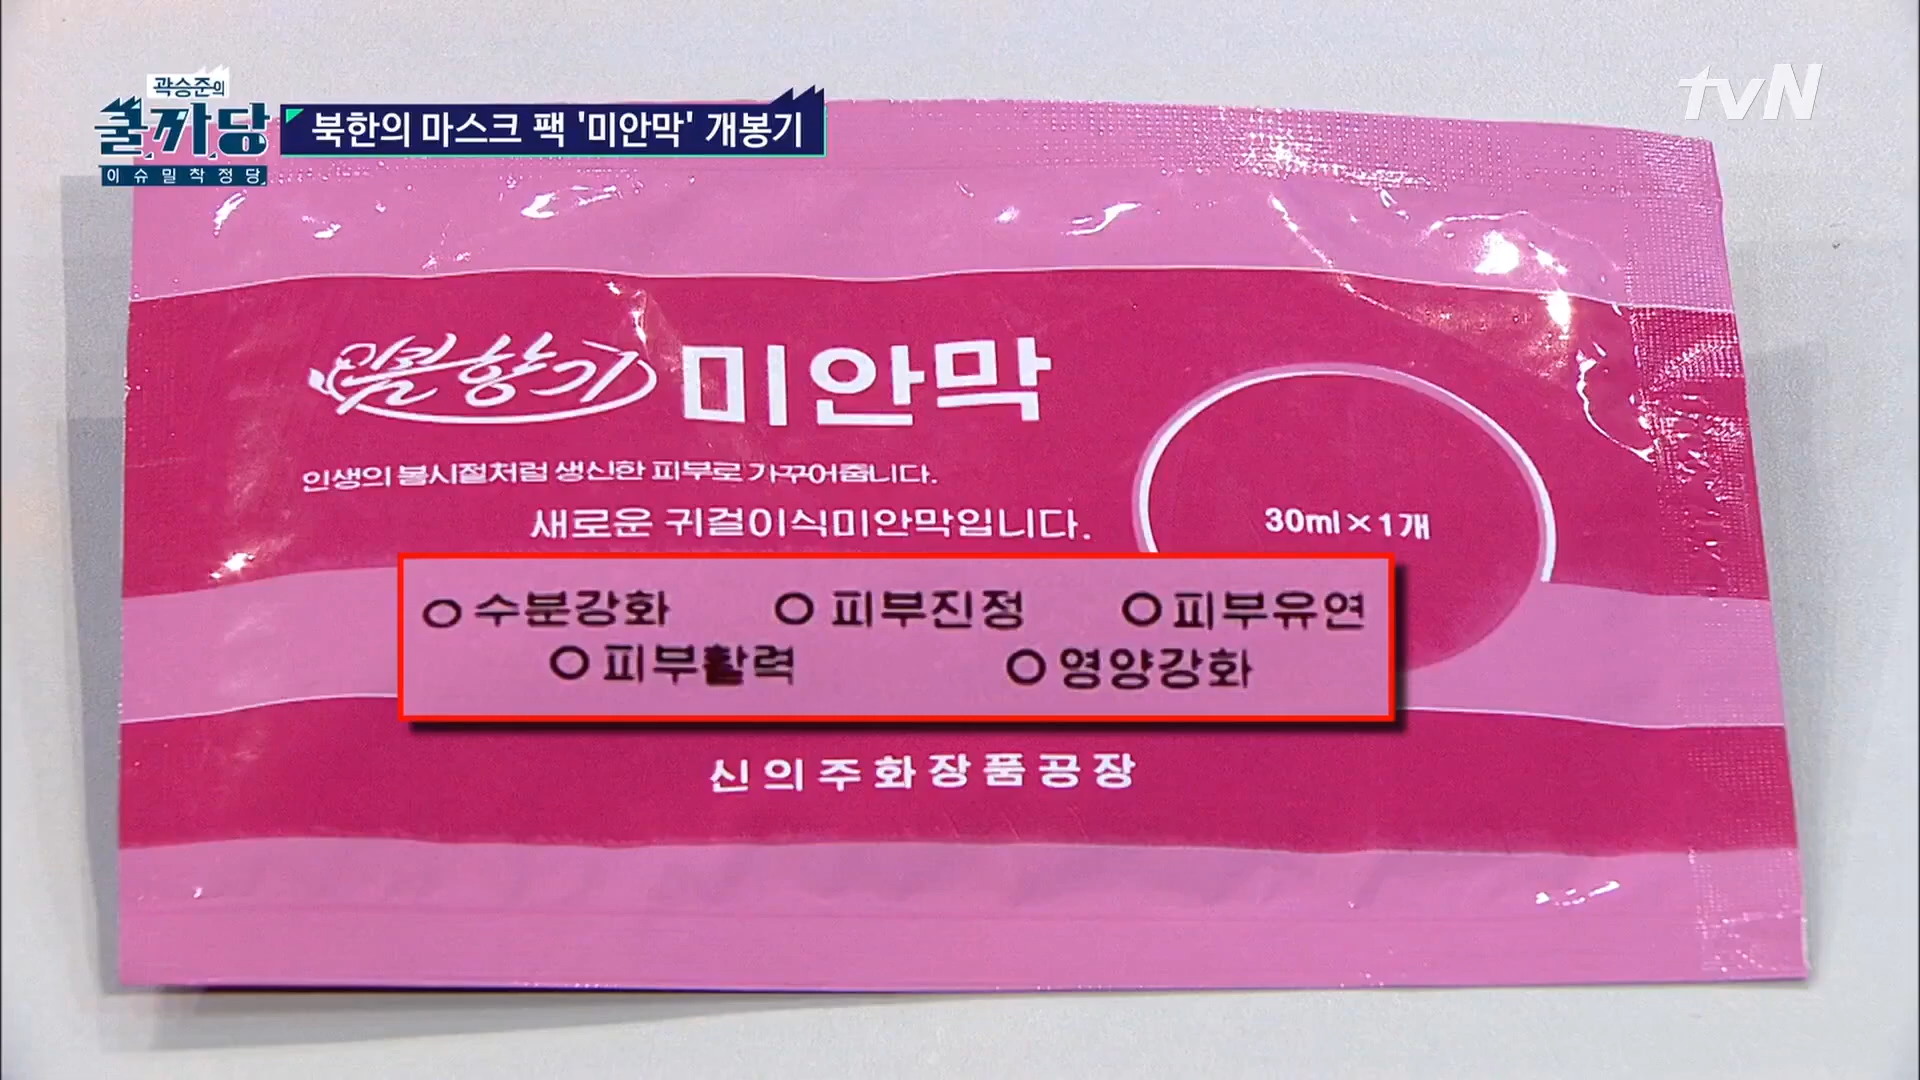 곽승준의
쿨까당
이슈밀착정당
북한의 마스크 팩 '미안막' 개봉기
tvN
봄향기 미안막
인생의 봄시절처럼 생신한 피부로 가꾸어줍니다.
새로운 귀걸이식미안막입니다.
30ml×1개
○ 수분강화 ○ 피부진정 ○ 피부유연
○ 피부활력 ○ 영양강화
신의주화장품공장